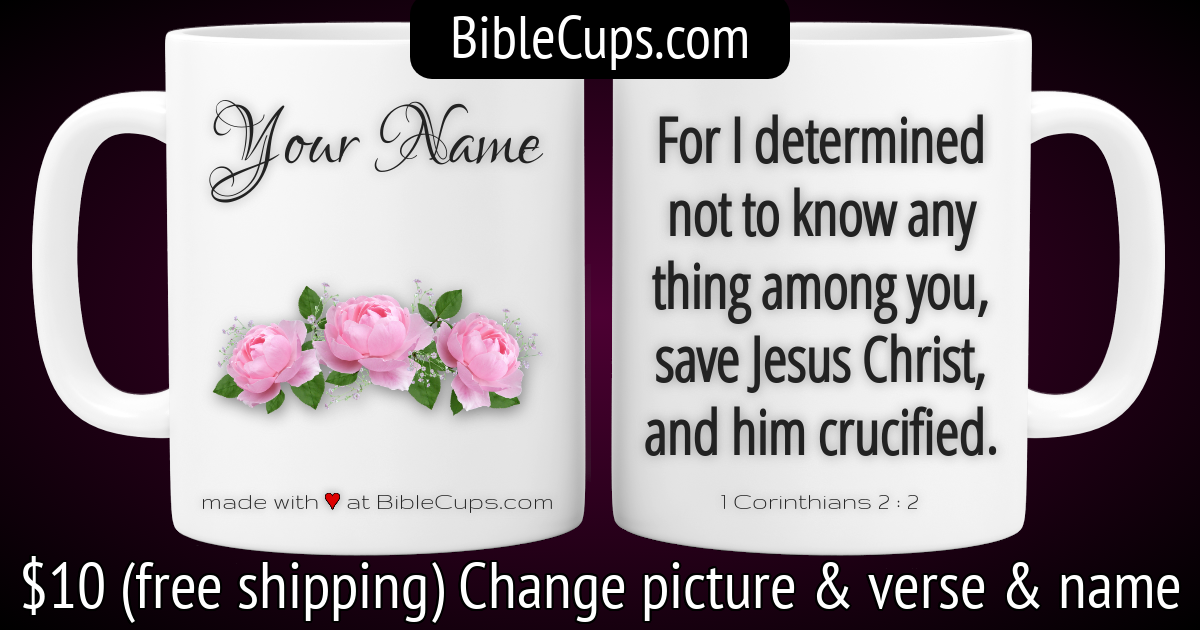 BibleCups.com
Your Name
made with ♥ at BibleCups.com
For I determined
not to know any
thing among you,
save Jesus Christ,
and him crucified.
1 Corinthians 2 : 2
$10 (free shipping) Change picture & verse & name